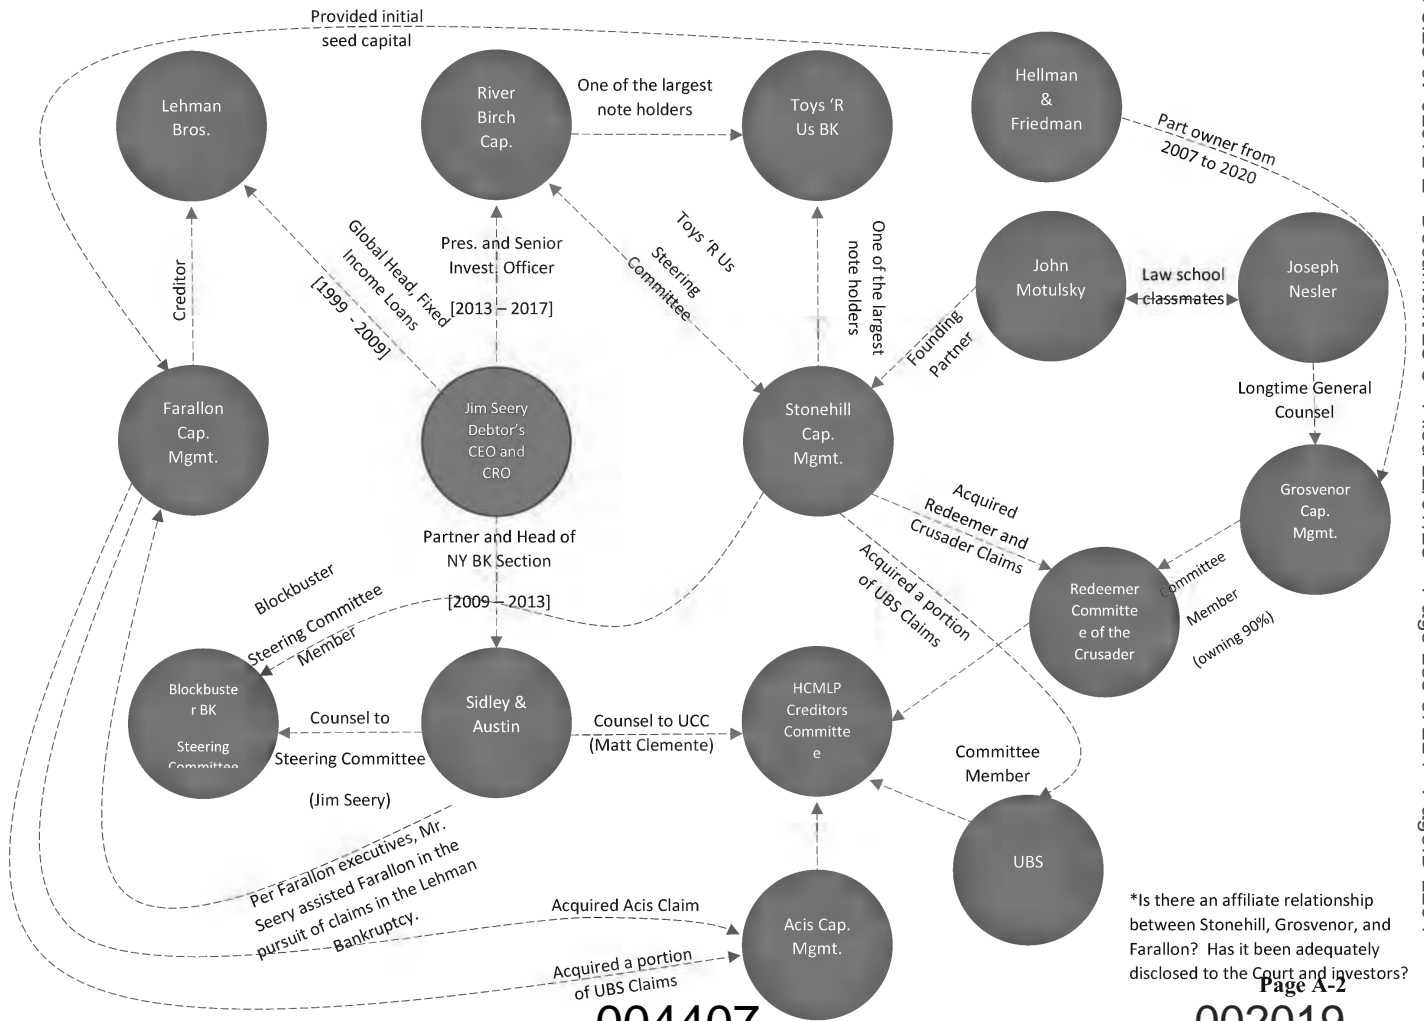 Provided initial
seed capital
Lehman
Bros.
River
Birch
Cap.
One of the largest
note holders
Toys ‘R
Us BK
Hellman
&
Friedman
Part owner from
2007 to 2020
Creditor
Global Head, Fixed
Income Loans
[1999 - 2009]
Pres. and Senior
Invest. Officer
[2013 – 2017]
Toys ‘R Us
Steering
Committee
One of the largest
note holders
John
Motulsky
Law school
classmates
Joseph
Nesler
Founding
Partner
Longtime General
Counsel
Farallon
Cap.
Mgmt.
Jim Seery
Debtor’s
CEO and
CRO
Stonehill
Cap.
Mgmt.
Grosvenor
Cap.
Mgmt.
Acquired
Redeemer and
Crusader Claims
Acquired a portion
of UBS Claims
Partner and Head of
NY BK Section
[2009 – 2013]
Blockbuster
Steering Committee
Member
Redeemer
Committe
e of the
Crusader
Committee
Member
(owning 90%)
Blockbuste
r BK
Steering
Committee
Counsel to
Steering Committee
(Jim Seery)
Sidley &
Austin
Counsel to UCC
(Matt Clemente)
HCMLP
Creditors
Committe
e
Committee
Member
UBS
Per Farallon executives, Mr.
Seery assisted Farallon in the
pursuit of claims in the Lehman
Bankruptcy.
Acquired Acis Claim
Acquired a portion
of UBS Claims
Acis Cap.
Mgmt.
*Is there an affiliate relationship
between Stonehill, Grosvenor, and
Farallon? Has it been adequately
disclosed to the Court and investors?
Page A-2
004407
002019